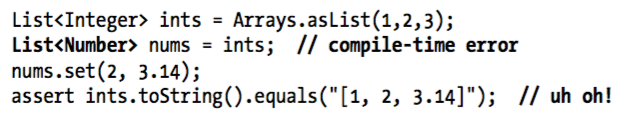 List<Integer> ints = Arrays.asList(1,2,3);
List<Number> nums = ints;  // compile-time error
nums.set(2, 3.14);
assert ints.toString().equals("[1, 2, 3.14]");  // uh oh!